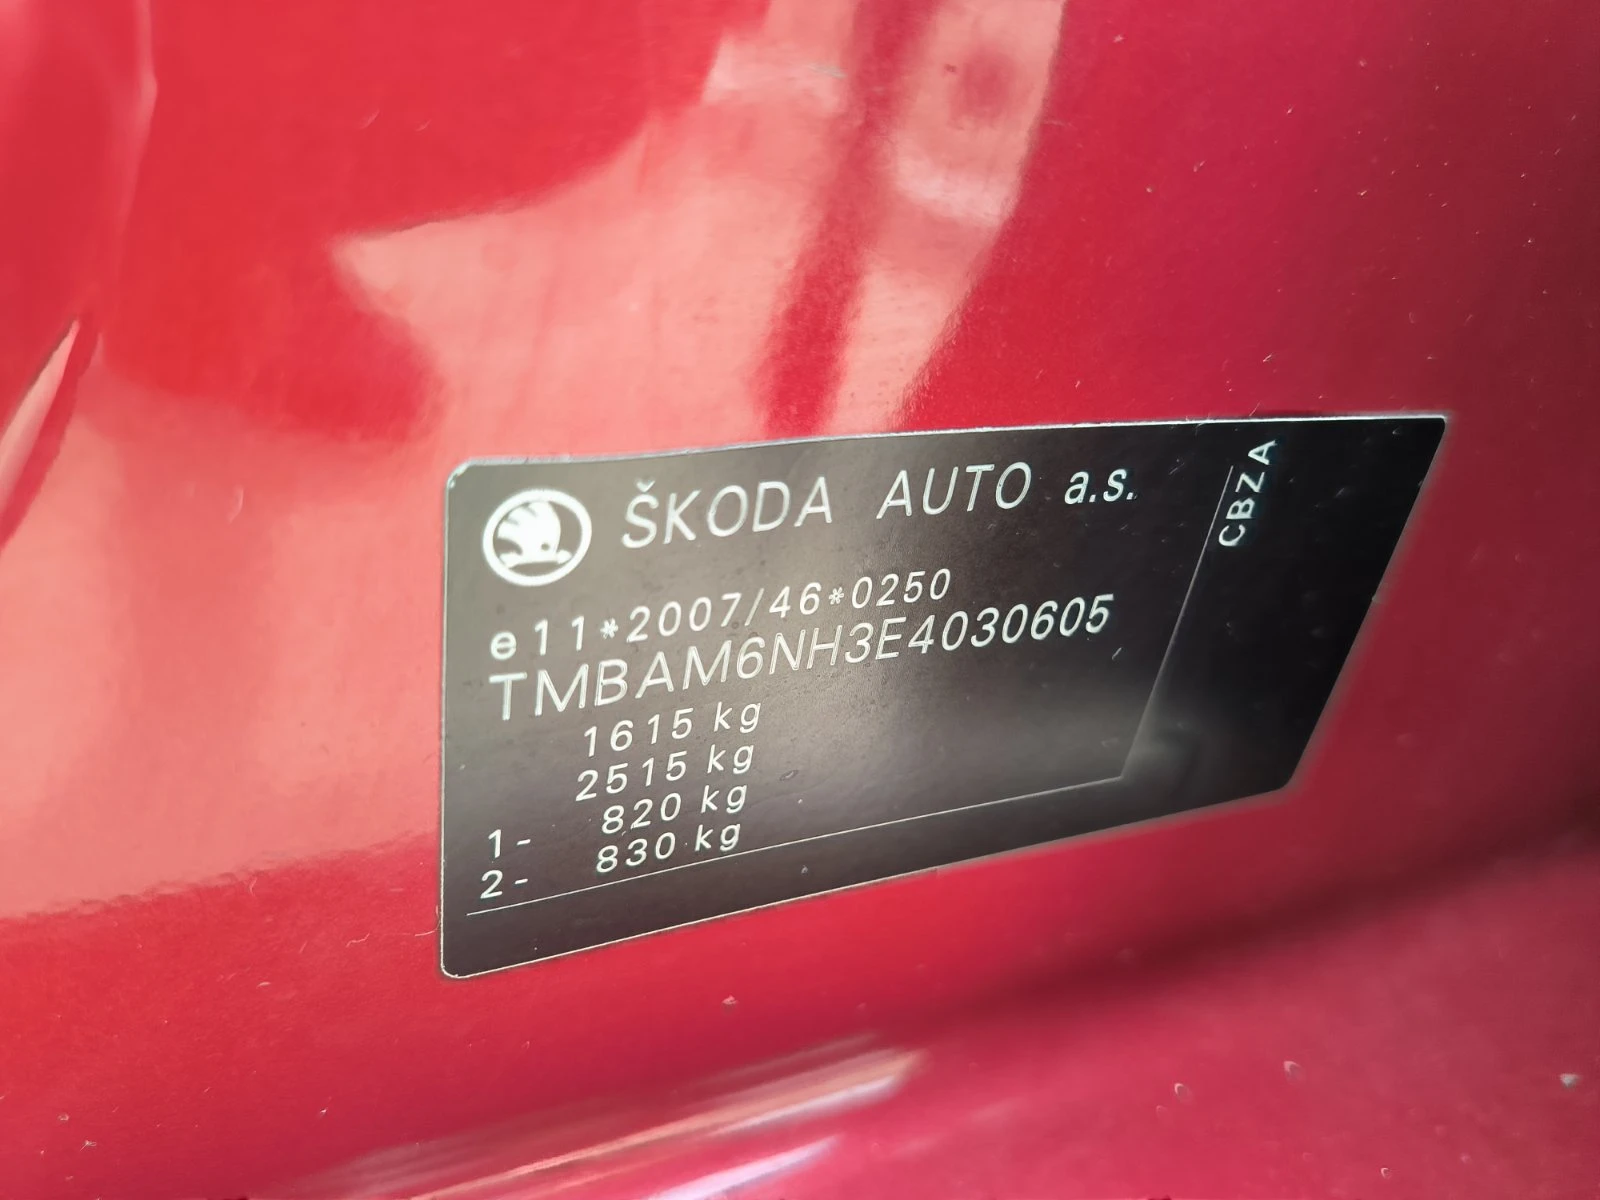 ŠKODA AUTO a.s.
e11*2007/46*0250
TMBAM6NH3E4030605
1615 kg
2515 kg
1- 820 kg
2- 830 kg
CBZA